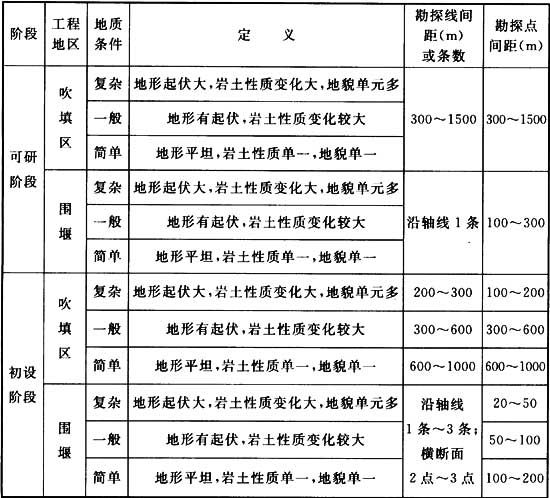 阶段 工程地区 地质条件 定 义 勘探线间距(m)或条数 勘探点间距(m)
可研阶段 吹填区 复杂 地形起伏大,岩土性质变化大,地貌单元多 300～1500 300～1500
一般 地形有起伏,岩土性质变化较大
简单 地形平坦,岩土性质单一,地貌单一
围堰 复杂 地形起伏大,岩土性质变化大,地貌单元多 沿轴线1条 100～300
一般 地形有起伏,岩土性质变化较大
简单 地形平坦,岩土性质单一,地貌单一
初设阶段 吹填区 复杂 地形起伏大,岩土性质变化大,地貌单元多 200～300 100～200
一般 地形有起伏,岩土性质变化较大 300～600 300～600
简单 地形平坦,岩土性质单一,地貌单一 600～1000 600～1000
围堰 复杂 地形起伏大,岩土性质变化大,地貌单元多 沿轴线1条～3条;横断面2点～3点 20～50
一般 地形有起伏,岩土性质变化较大 50～100
简单 地形平坦,岩土性质单一,地貌单一 100～200